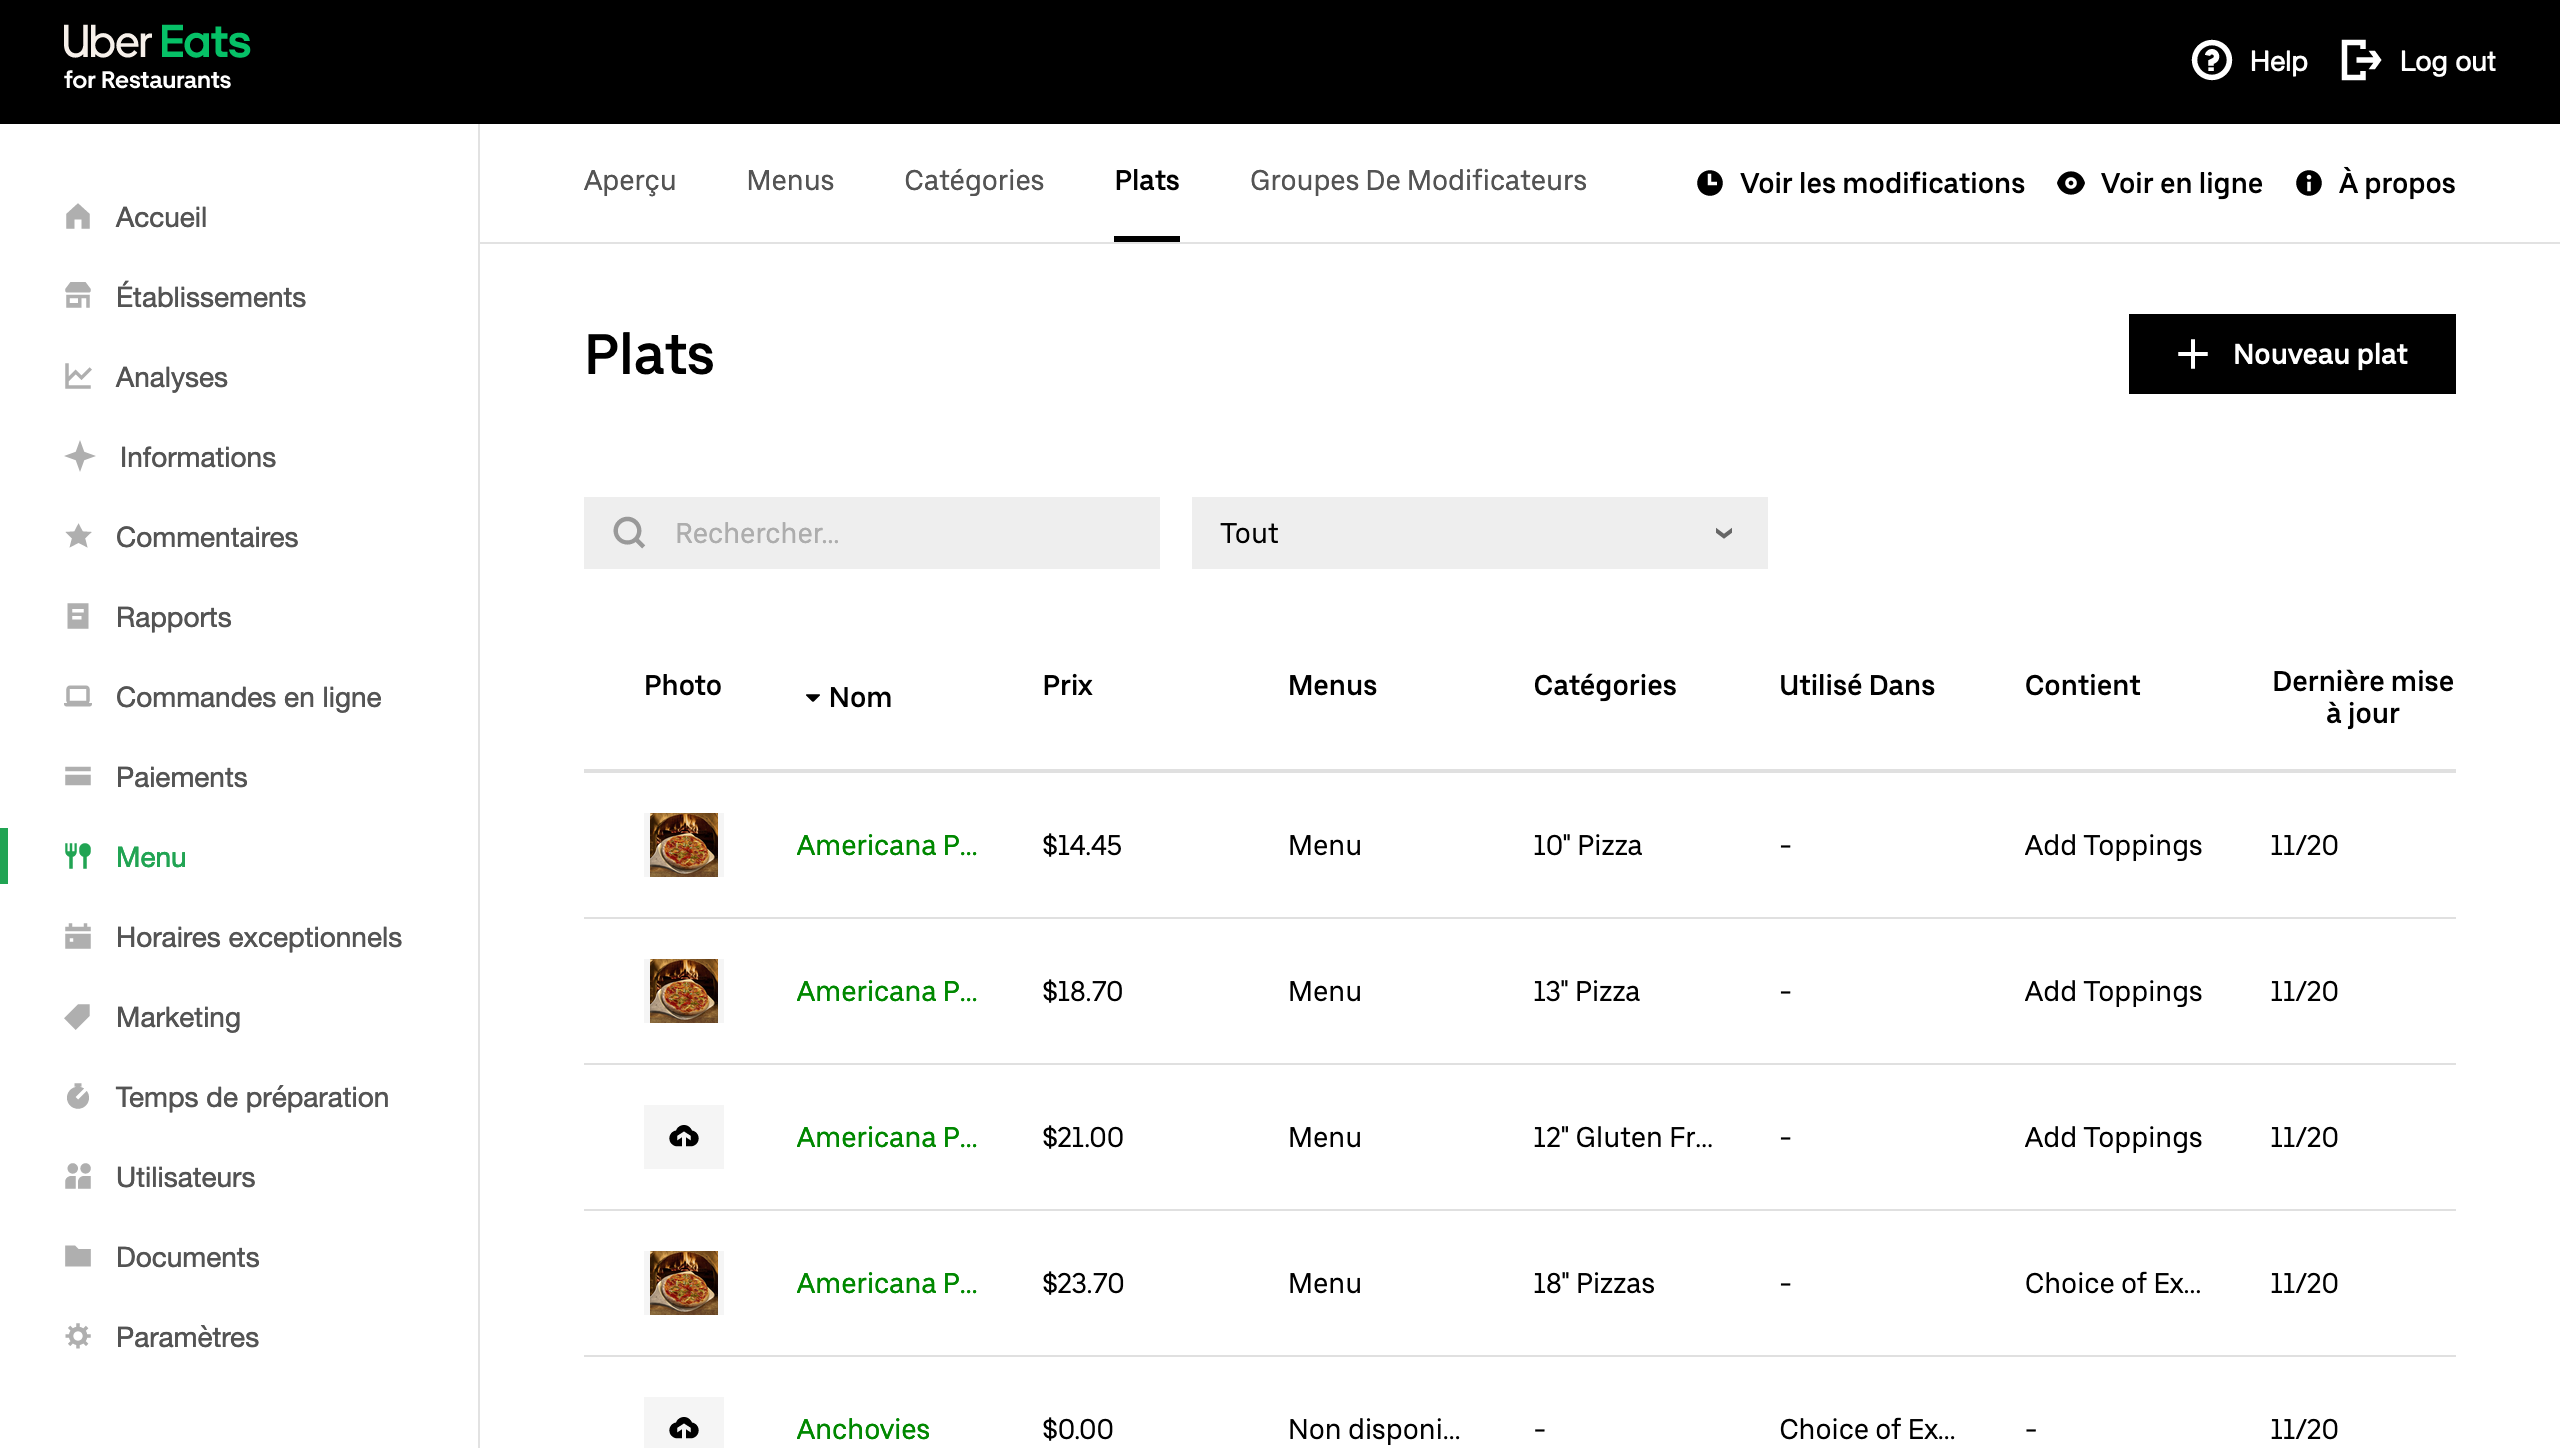 Uber Eats
for Restaurants
Help
Log out
Accueil
Établissements
Analyses
Informations
Commentaires
Rapports
Commandes en ligne
Paiements
Menu
Horaires exceptionnels
Marketing
Temps de préparation
Utilisateurs
Documents
Paramètres
Aperçu Menus Catégories Plats Groupes De Modificateurs
Voir les modifications Voir en ligne À propos
Plats
Nouveau plat
Rechercher...
Tout
Photo Nom Prix Menus Catégories Utilisé Dans Contient Dernière mise
à jour
Americana P... $14.45 Menu 10" Pizza - Add Toppings 11/20
Americana P... $18.70 Menu 13" Pizza - Add Toppings 11/20
Americana P... $21.00 Menu 12" Gluten Fr... - Add Toppings 11/20
Americana P... $23.70 Menu 18" Pizzas - Choice of Ex... 11/20
Anchovies $0.00 Non disponi... - Choice of Ex... - 11/20